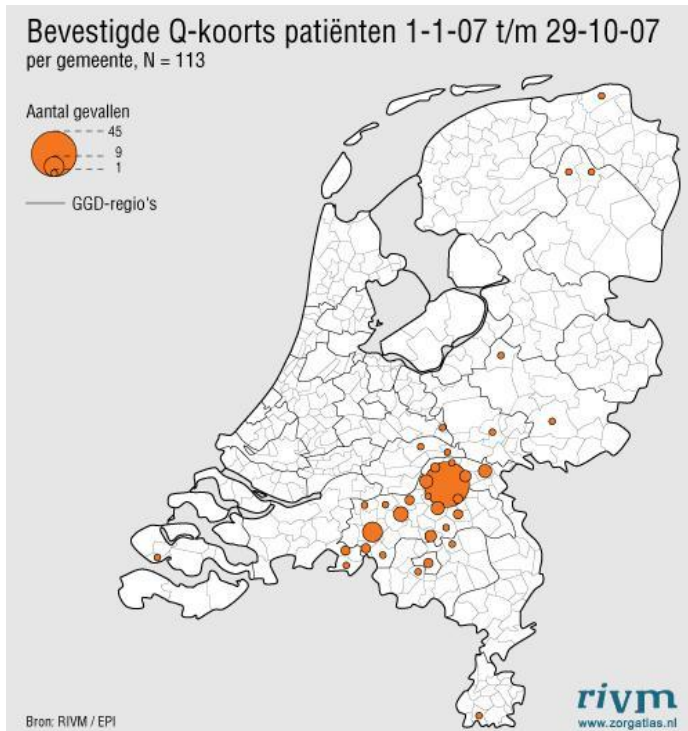 Bevestigde Q-koorts patiënten 1-1-07 t/m 29-10-07
per gemeente, N = 113
Aantal gevallen
45
9
1
GGD-regio's
Bron: RIVM / EPI
rivm
www.zorgatlas.nl